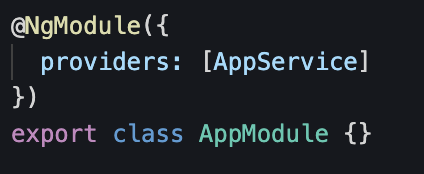 @NgModule({
  providers: [AppService]
})
export class AppModule {}